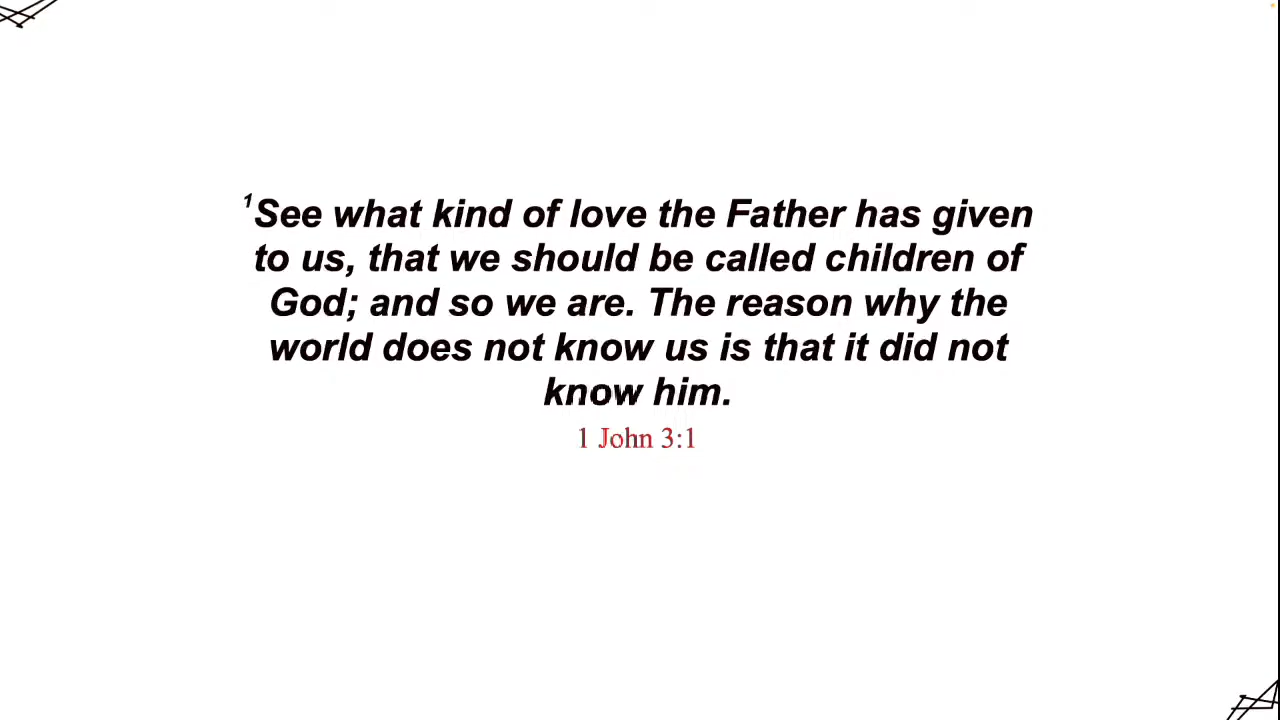 ¹See what kind of love the Father has given
to us, that we should be called children of
God; and so we are. The reason why the
world does not know us is that it did not
know him.
1 John 3:1